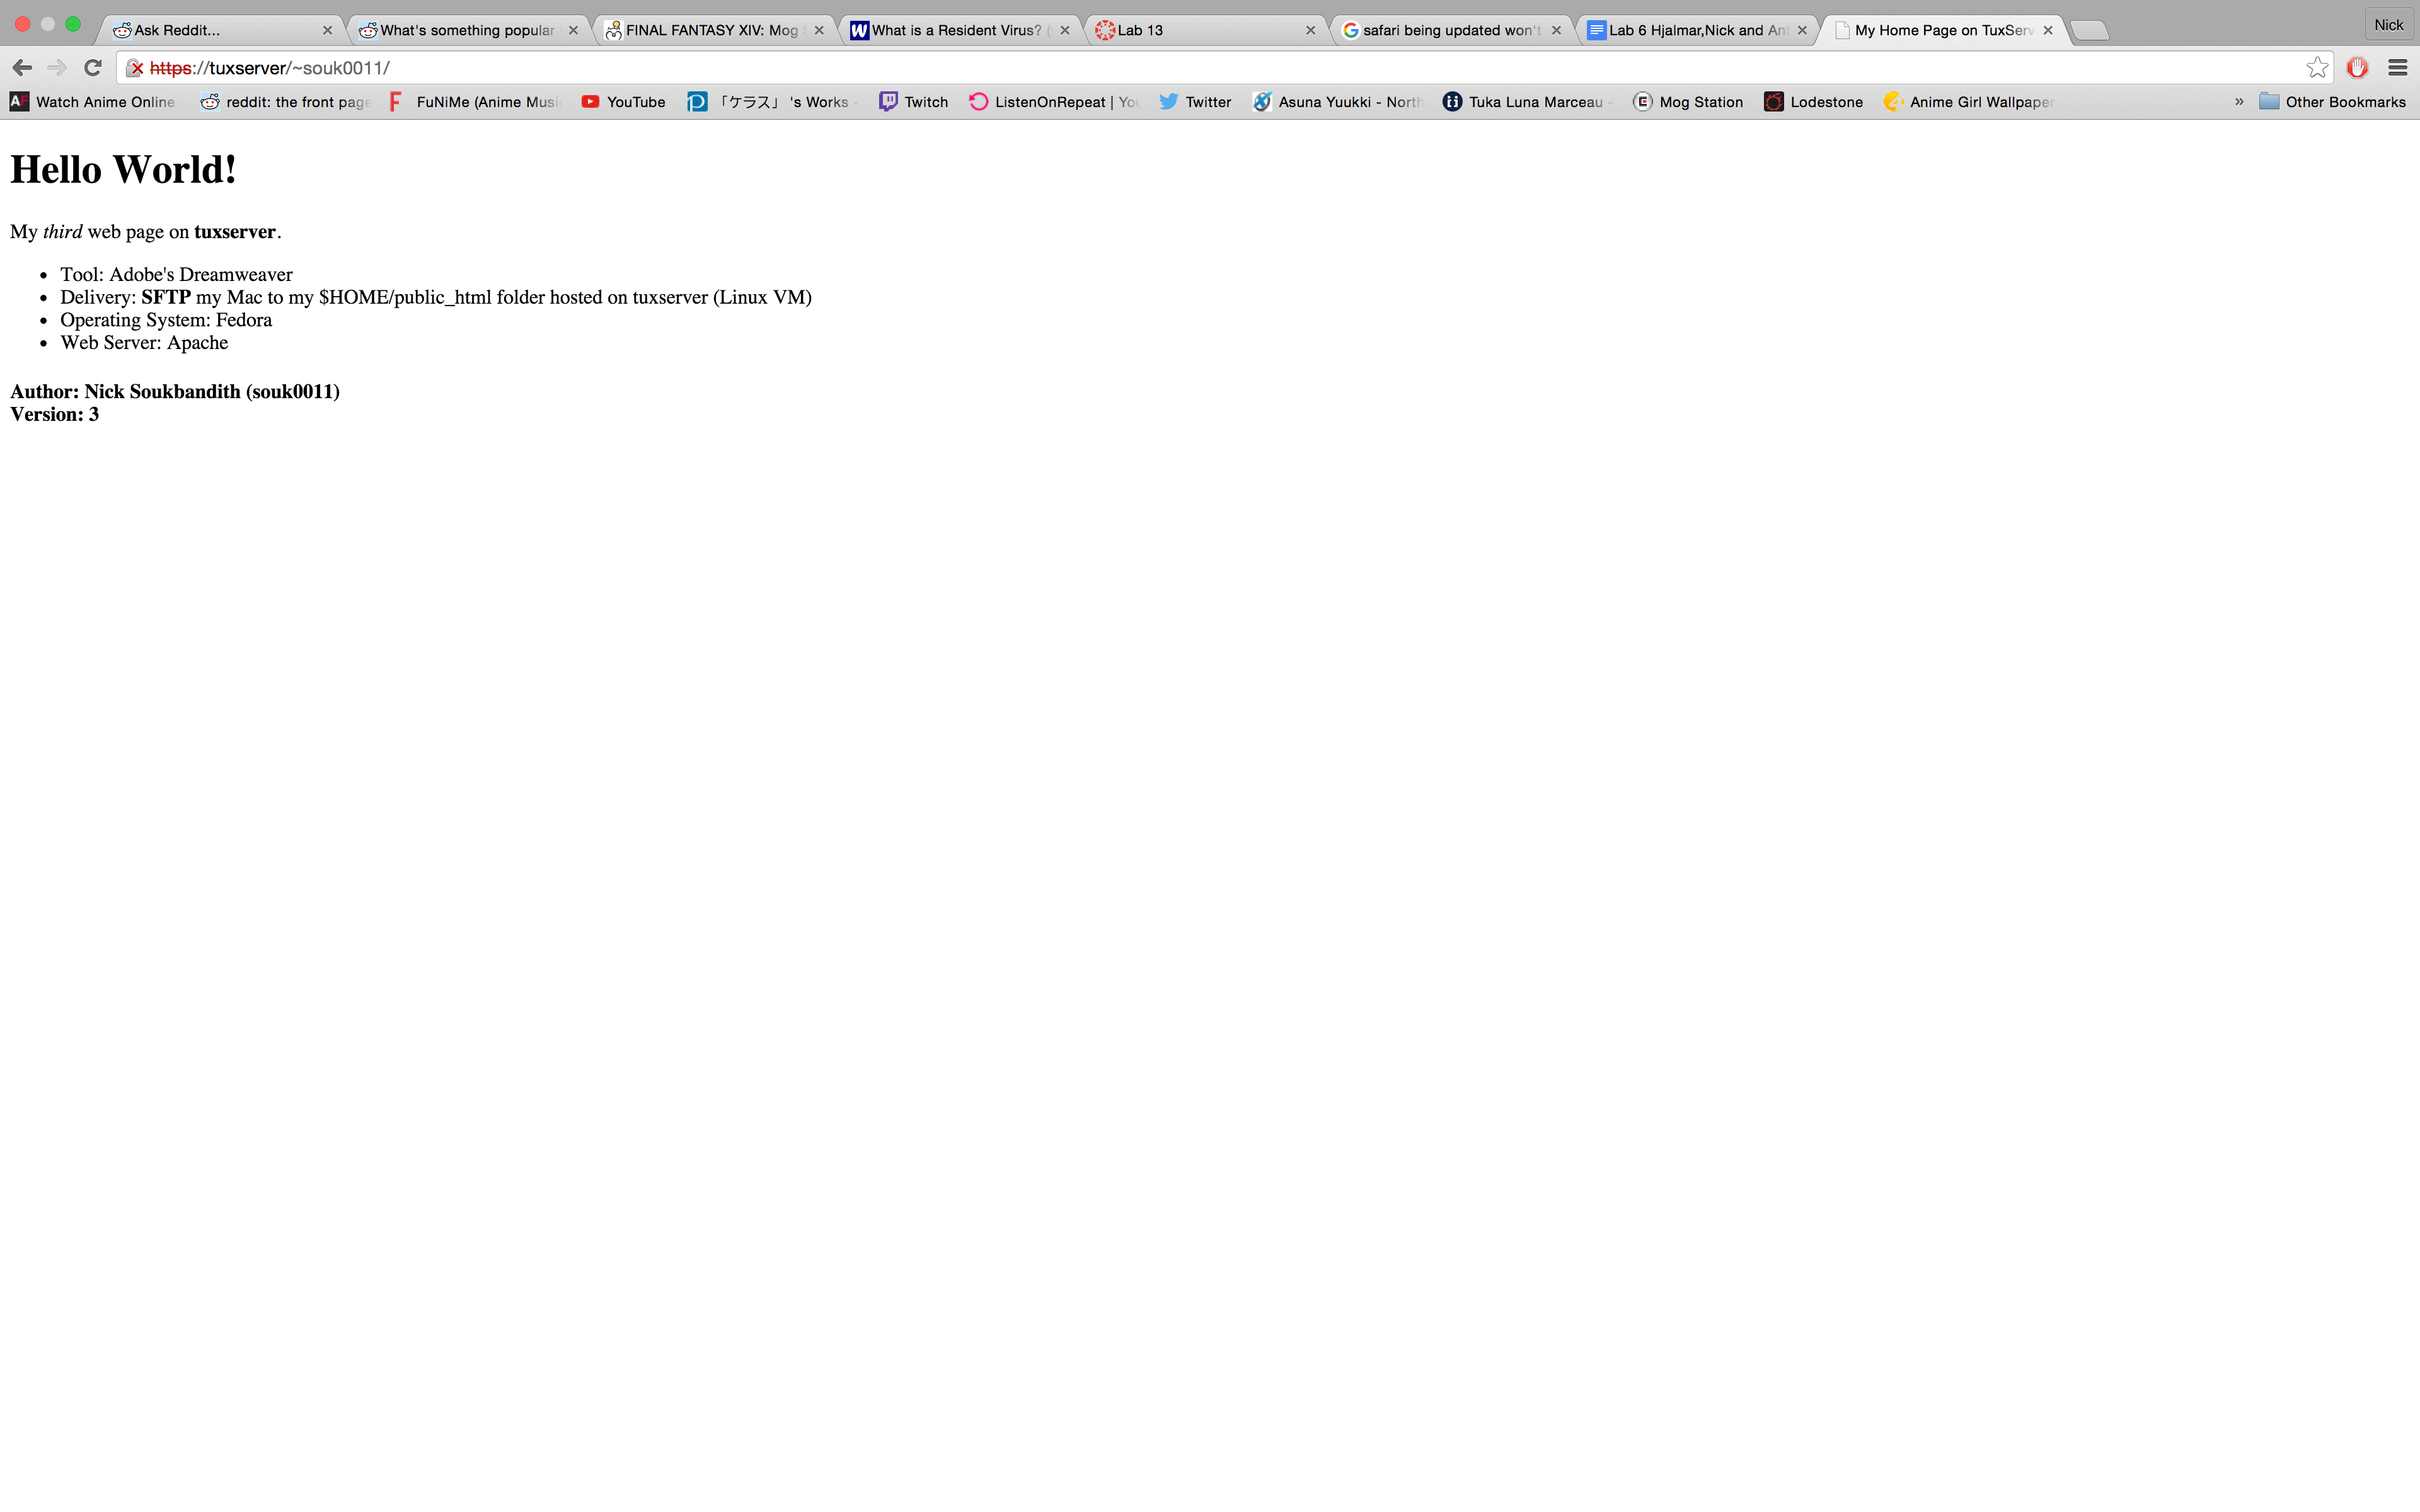 Ask Reddit...
What's something popular
FINAL FANTASY XIV: Mog
What is a Resident Virus?
Lab 13
safari being updated won't
Lab 6 Hjalmar,Nick and Ant
My Home Page on TuxServ
Nick
https://tuxserver/~souk0011/
Watch Anime Online
reddit: the front page
FuNiMe (Anime Musi
YouTube
「ケラス」 's Works -
Twitch
ListenOnRepeat | You
Twitter
Asuna Yuukki - North
Tuka Luna Marceau -
Mog Station
Lodestone
Anime Girl Wallpaper
» Other Bookmarks
Hello World!
My third web page on tuxserver.
• Tool: Adobe's Dreamweaver
• Delivery: SFTP my Mac to my $HOME/public_html folder hosted on tuxserver (Linux VM)
• Operating System: Fedora
• Web Server: Apache
Author: Nick Soukbandith (souk0011)
Version: 3